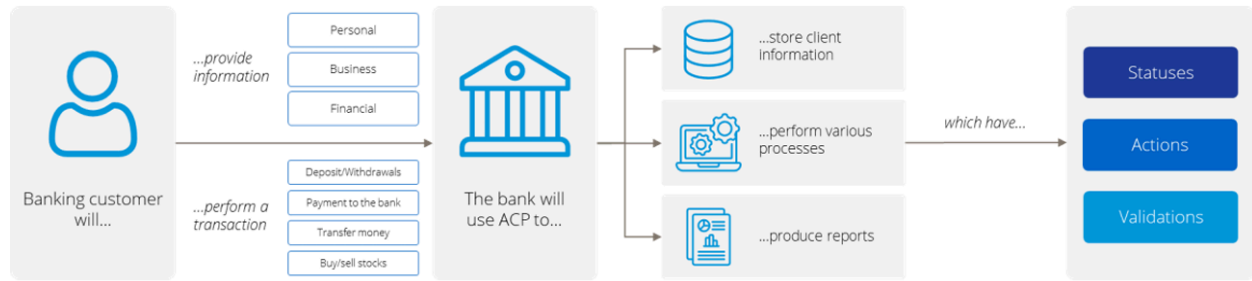 Banking customer
will...
...provide
information
Personal
Business
Financial
...perform a
transaction
Deposit/Withdrawals
Payment to the bank
Transfer money
Buy/sell stocks
The bank will
use ACP to...
...store client
information
...perform various
processes
...produce reports
which have...
Statuses
Actions
Validations